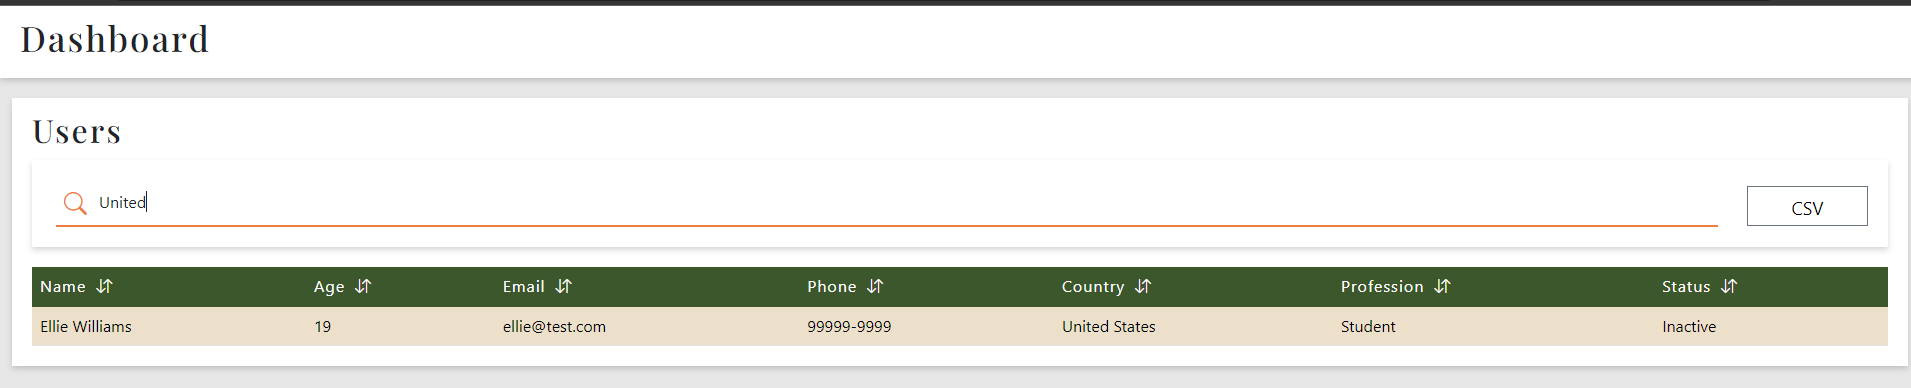 Dashboard
Users
United
CSV
Name Age Email Phone Country Profession Status
Ellie Williams 19 ellie@test.com 99999-9999 United States Student Inactive